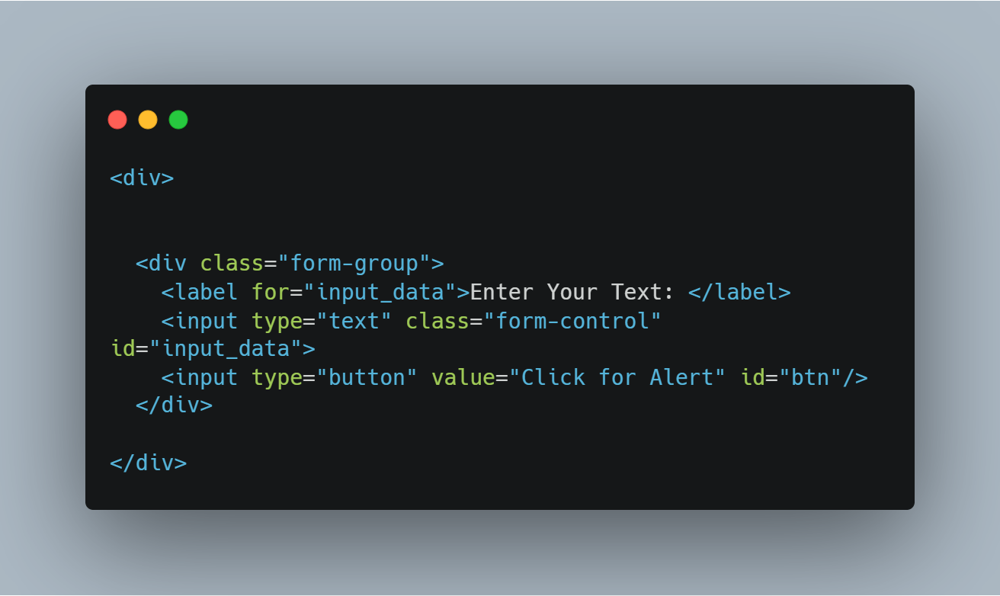 <div>
  <div class="form-group">
    <label for="input_data">Enter Your Text: </label>
    <input type="text" class="form-control"
id="input_data">
    <input type="button" value="Click for Alert" id="btn"/>
  </div>
</div>